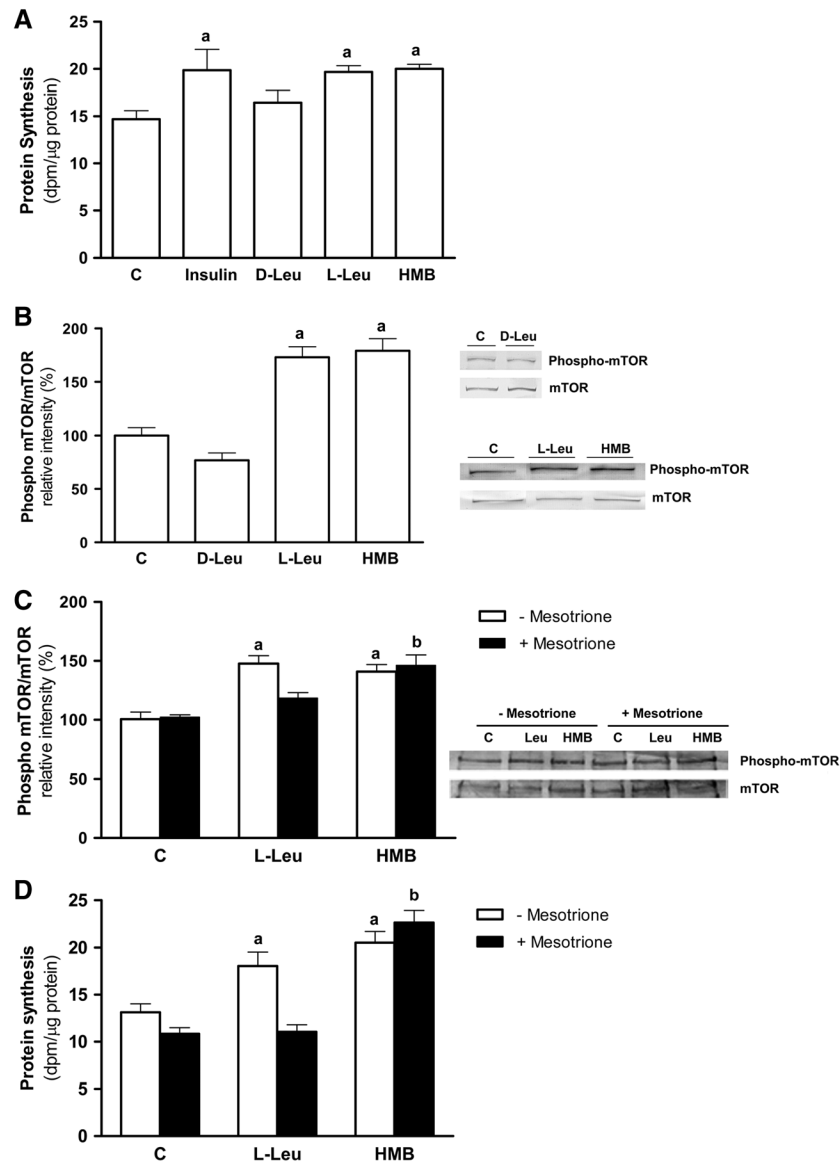 A
Protein Synthesis
(dpm/µg protein)
25
20
15
10
5
0
a
a
a
C Insulin D-Leu L-Leu HMB
B
Phospho mTOR/mTOR
relative intensity (%)
200
150
100
50
0
a
a
C D-Leu L-Leu HMB
C D-Leu
Phospho-mTOR
mTOR
C L-Leu HMB
Phospho-mTOR
mTOR
C
Phospho mTOR/mTOR
relative intensity (%)
200
150
100
50
0
a
a b
C L-Leu HMB
- Mesotrione
+ Mesotrione
- Mesotrione + Mesotrione
C Leu HMB C Leu HMB
Phospho-mTOR
mTOR
D
Protein synthesis
(dpm/µg protein)
25
20
15
10
5
0
a
a b
C L-Leu HMB
- Mesotrione
+ Mesotrione